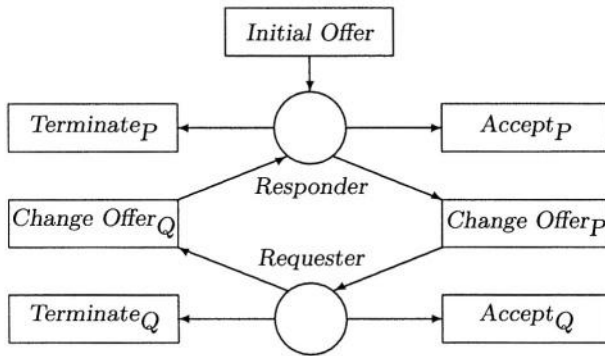 Initial Offer
Terminate_P
Accept_P
Responder
Change Offer_Q
Change Offer_P
Requester
Terminate_Q
Accept_Q